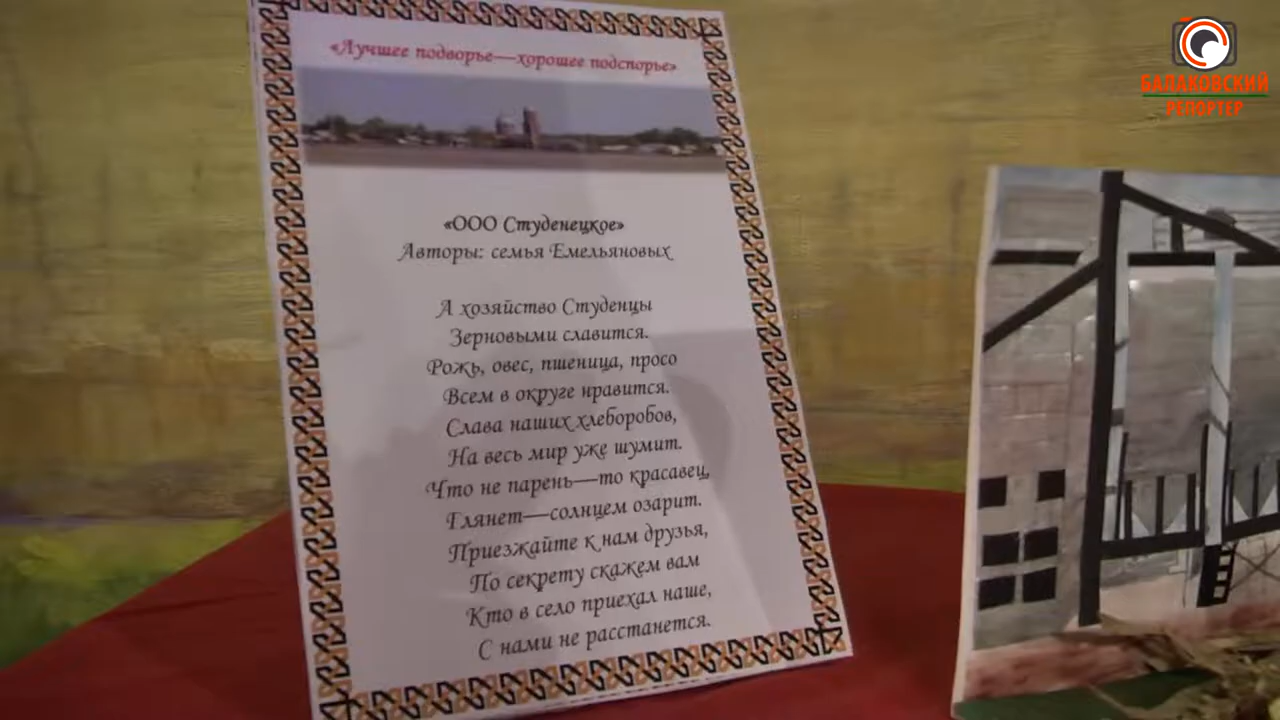 «Лучшее подворье—хорошее подспорье»
«ООО Студенецкое»
Авторы: семья Емельяновых
А хозяйство Студенцы
Зерновыми славится.
Рожь, овес, пшеница, просо
Всем в округе нравится.
Слава наших хлеборобов,
На весь мир уже шумит.
Что не парень—то красавец,
Глянет—солнцем озарит.
Приезжайте к нам друзья,
По секрету скажем вам
Кто в село приехал наше,
С нами не расстанется.
БАЛАКОВСКИЙ
РЕПОРТЕР